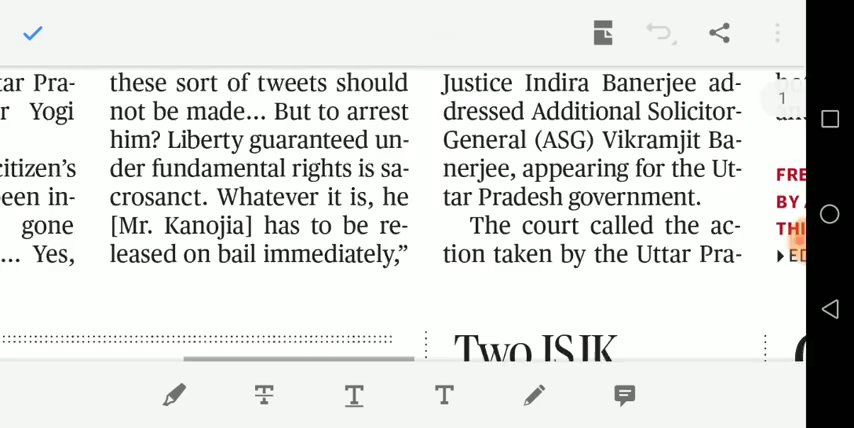 tar Pra-
r Yogi
citizen's
een in-
gone
... Yes,
these sort of tweets should
not be made... But to arrest
him? Liberty guaranteed un-
der fundamental rights is sa-
crosanct. Whatever it is, he
[Mr. Kanojia] has to be re-
leased on bail immediately,”
Justice Indira Banerjee ad-
dressed Additional Solicitor-
General (ASG) Vikramjit Ba-
nerjee, appearing for the Ut-
tar Pradesh government.
The court called the ac-
tion taken by the Uttar Pra-
1
FRE
BY
THI
ED
Two ISJK